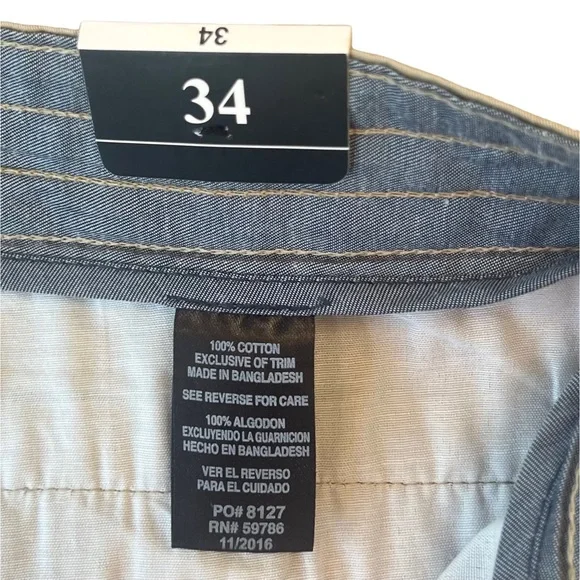 34
34
100% COTTON
EXCLUSIVE OF TRIM
MADE IN BANGLADESH
SEE REVERSE FOR CARE
100% ALGODON
EXCLUYENDO LA GUARNICION
HECHO EN BANGLADESH
VER EL REVERSO
PARA EL CUIDADO
PO# 8127
RN# 59786
11/2016